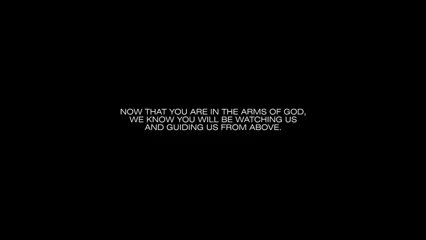 NOW THAT YOU ARE IN THE ARMS OF GOD,
WE KNOW YOU WILL BE WATCHING US
AND GUIDING US FROM ABOVE.